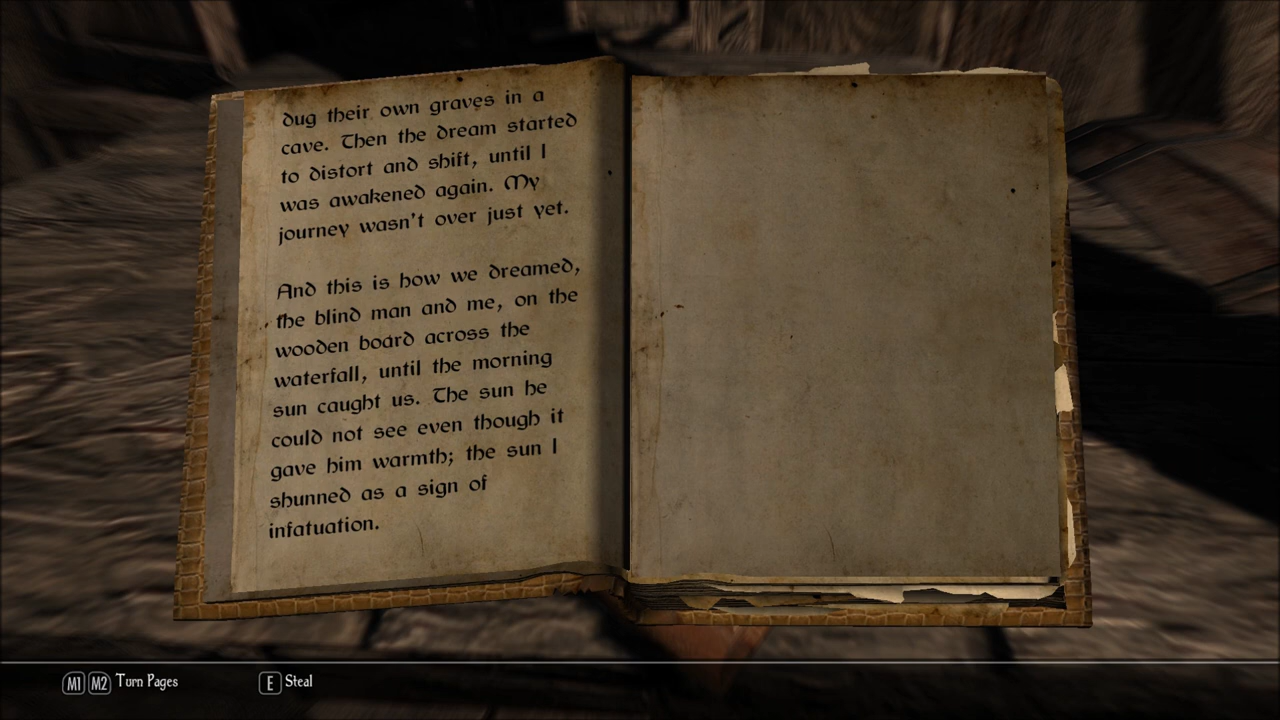 dug their own graves in a
cave. Then the dream started
to distort and shift, until I
was awakened again. My
journey wasn't over just yet.
And this is how we dreamed,
the blind man and me, on the
wooden board across the
waterfall, until the morning
sun caught us. The sun he
could not see even though it
gave him warmth; the sun I
shunned as a sign of
infatuation.
M1 M2 Turn Pages
E Steal